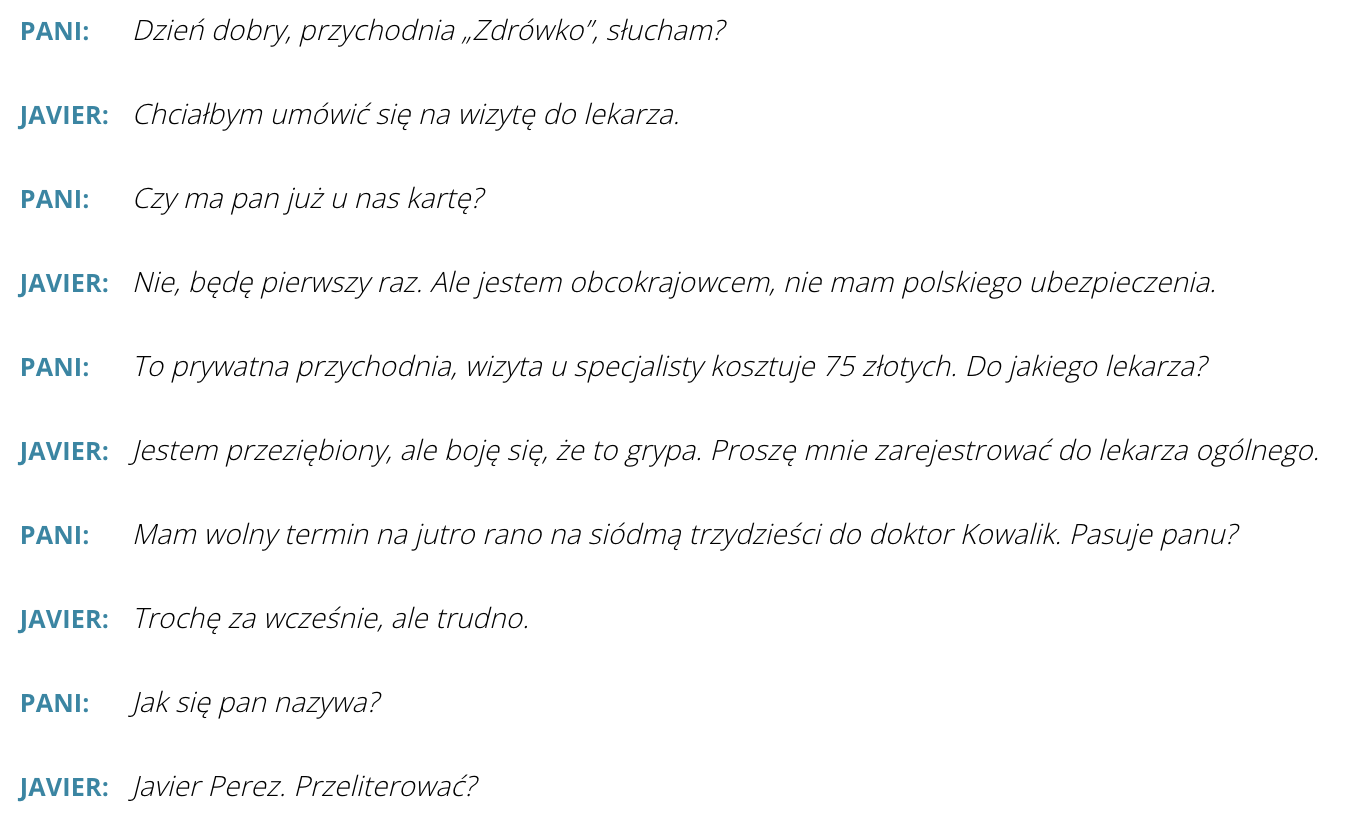 PANI: Dzień dobry, przychodnia „Zdrówko”, słucham?
JAVIER: Chciałbym umówić się na wizytę do lekarza.
PANI: Czy ma pan już u nas kartę?
JAVIER: Nie, będę pierwszy raz. Ale jestem obcokrajowcem, nie mam polskiego ubezpieczenia.
PANI: To prywatna przychodnia, wizyta u specjalisty kosztuje 75 złotych. Do jakiego lekarza?
JAVIER: Jestem przeziębiony, ale boję się, że to grypa. Proszę mnie zarejestrować do lekarza ogólnego.
PANI: Mam wolny termin na jutro rano na siódmą trzydzieści do doktor Kowalik. Pasuje panu?
JAVIER: Trochę za wcześnie, ale trudno.
PANI: Jak się pan nazywa?
JAVIER: Javier Perez. Przeliterować?